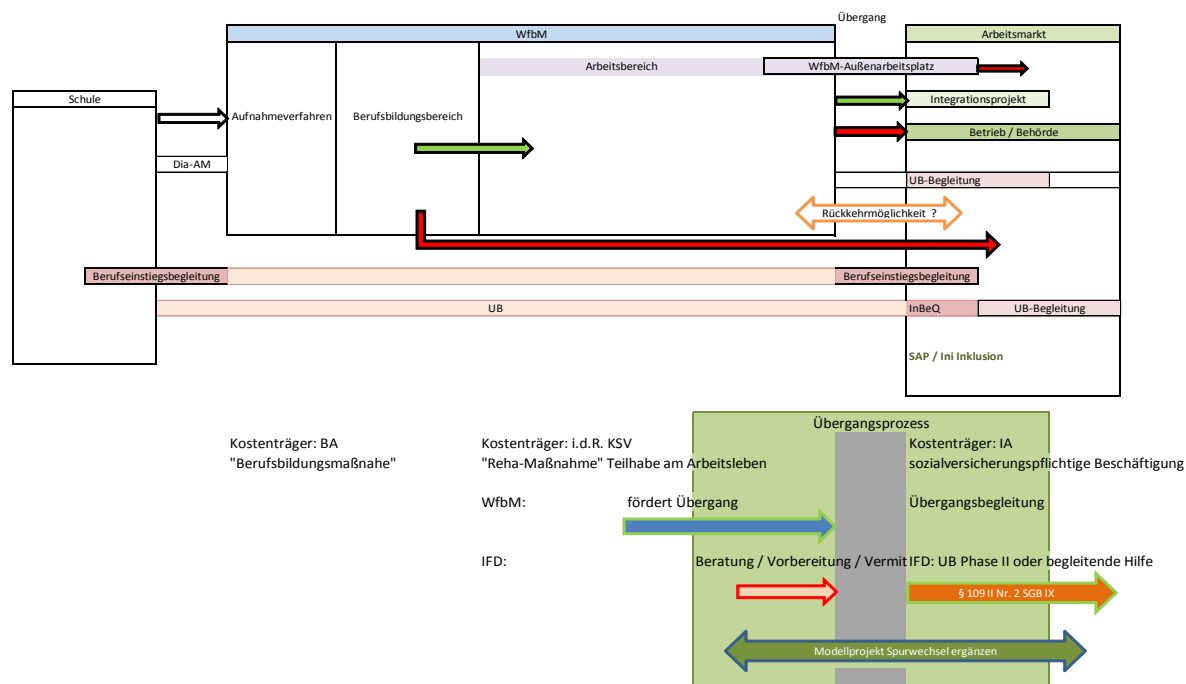 Übergang
WfbM
Arbeitsmarkt
Arbeitsbereich
WfbM-Außenarbeitsplatz
Schule
Integrationsprojekt
Aufnahmeverfahren
Berufsbildungsbereich
Betrieb / Behörde
Dia-AM
UB-Begleitung
Rückkehrmöglichkeit ?
Berufseinstiegsbegleitung
Berufseinstiegsbegleitung
UB
InBeQ
UB-Begleitung
SAP / Ini Inklusion
Übergangsprozess
Kostenträger: BA
Kostenträger: i.d.R. KSV
Kostenträger: IA
"Berufsbildungsmaßnahe"
"Reha-Maßnahme" Teilhabe am Arbeitsleben
sozialversicherungspflichtige Beschäftigung
WfbM:
fördert Übergang
Übergangsbegleitung
IFD:
Beratung / Vorbereitung / Vermit
IFD: UB Phase II oder begleitende Hilfe
§ 109 II Nr. 2 SGB IX
Modellprojekt Spurwechsel ergänzen